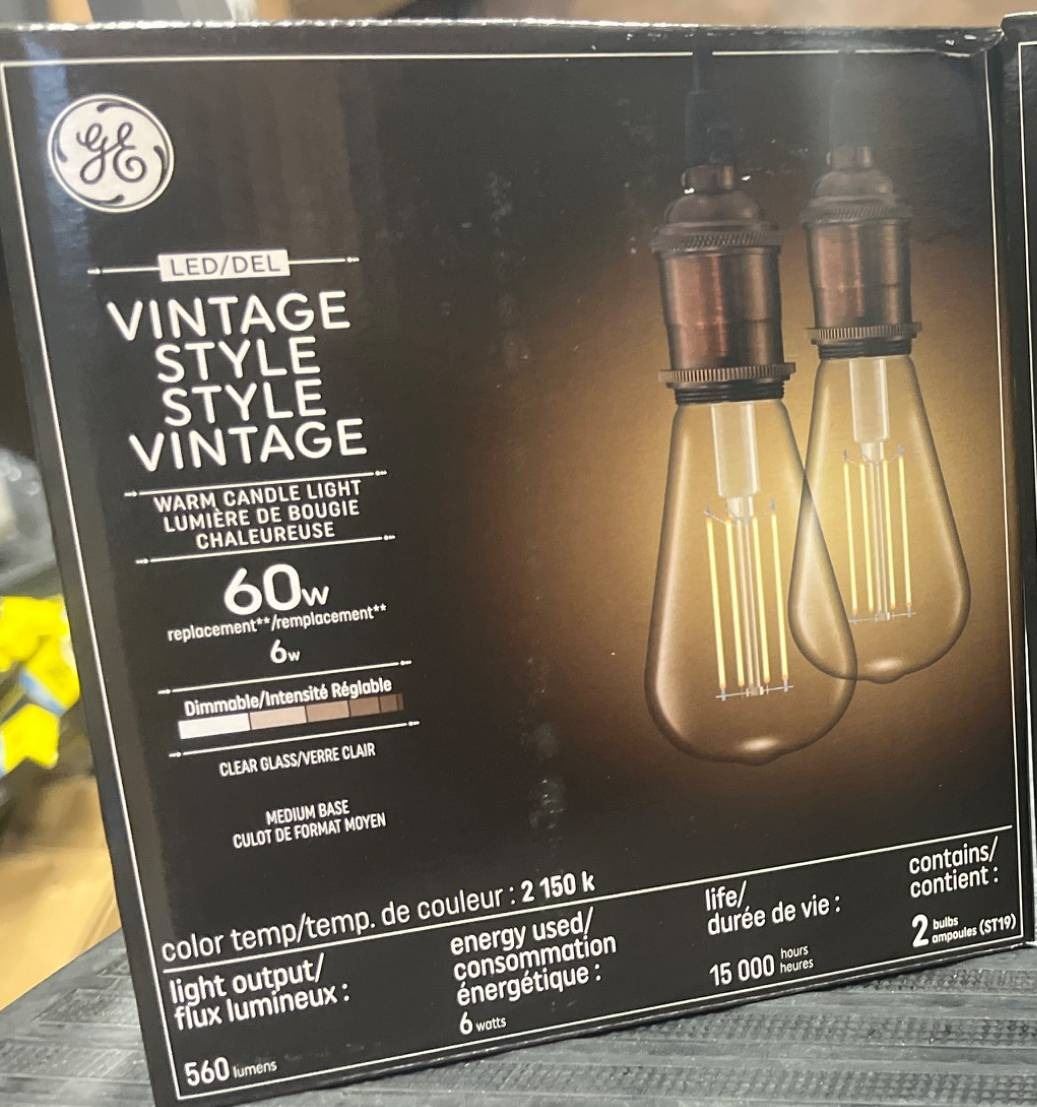 GE
LED/DEL
VINTAGE
STYLE
STYLE
VINTAGE
WARM CANDLE LIGHT
LUMIÈRE DE BOUGIE
CHALEUREUSE
60w
replacement**/remplacement**
6w
Dimmable/Intensité Réglable
CLEAR GLASS/VERRE CLAIR
MEDIUM BASE
CULOT DE FORMAT MOYEN
color temp/temp. de couleur : 2 150 k
light output/
flux lumineux :
560 lumens
energy used/
consommation
énergétique :
6 watts
life/
durée de vie :
15 000 hours
heures
contains/
contient :
2 bulbs
ampoules (ST19)